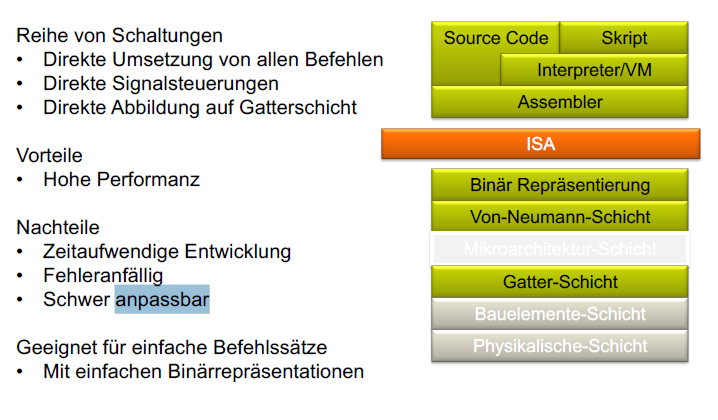 Reihe von Schaltungen
• Direkte Umsetzung von allen Befehlen
• Direkte Signalsteuerungen
• Direkte Abbildung auf Gatterschicht
Vorteile
• Hohe Performanz
Nachteile
• Zeitaufwendige Entwicklung
• Fehleranfällig
• Schwer anpassbar
Geeignet für einfache Befehlssätze
• Mit einfachen Binärrepräsentationen
Source Code
Skript
Interpreter/VM
Assembler
ISA
Binär Repräsentierung
Von-Neumann-Schicht
Mikroarchitektur-Schicht
Gatter-Schicht
Bauelemente-Schicht
Physikalische-Schicht